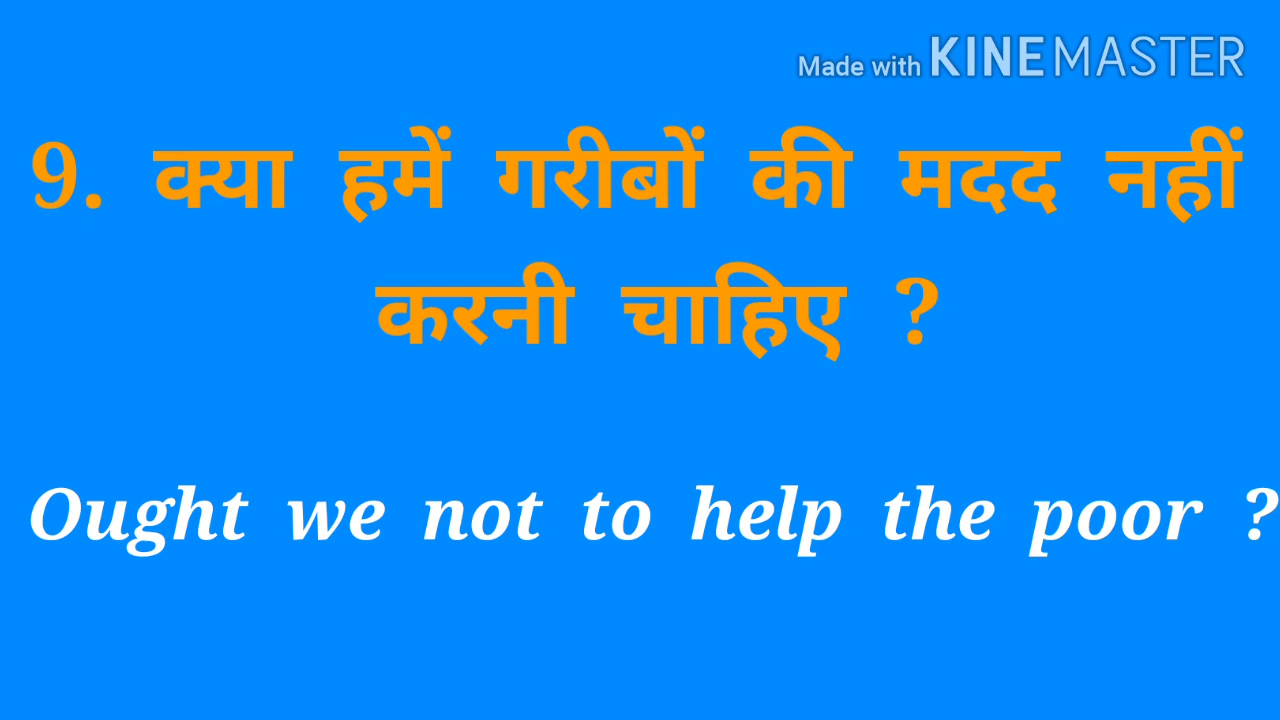 Made with KINEMASTER
9. क्या हमें गरीबों की मदद नहीं
करनी चाहिए ?
Ought we not to help the poor ?